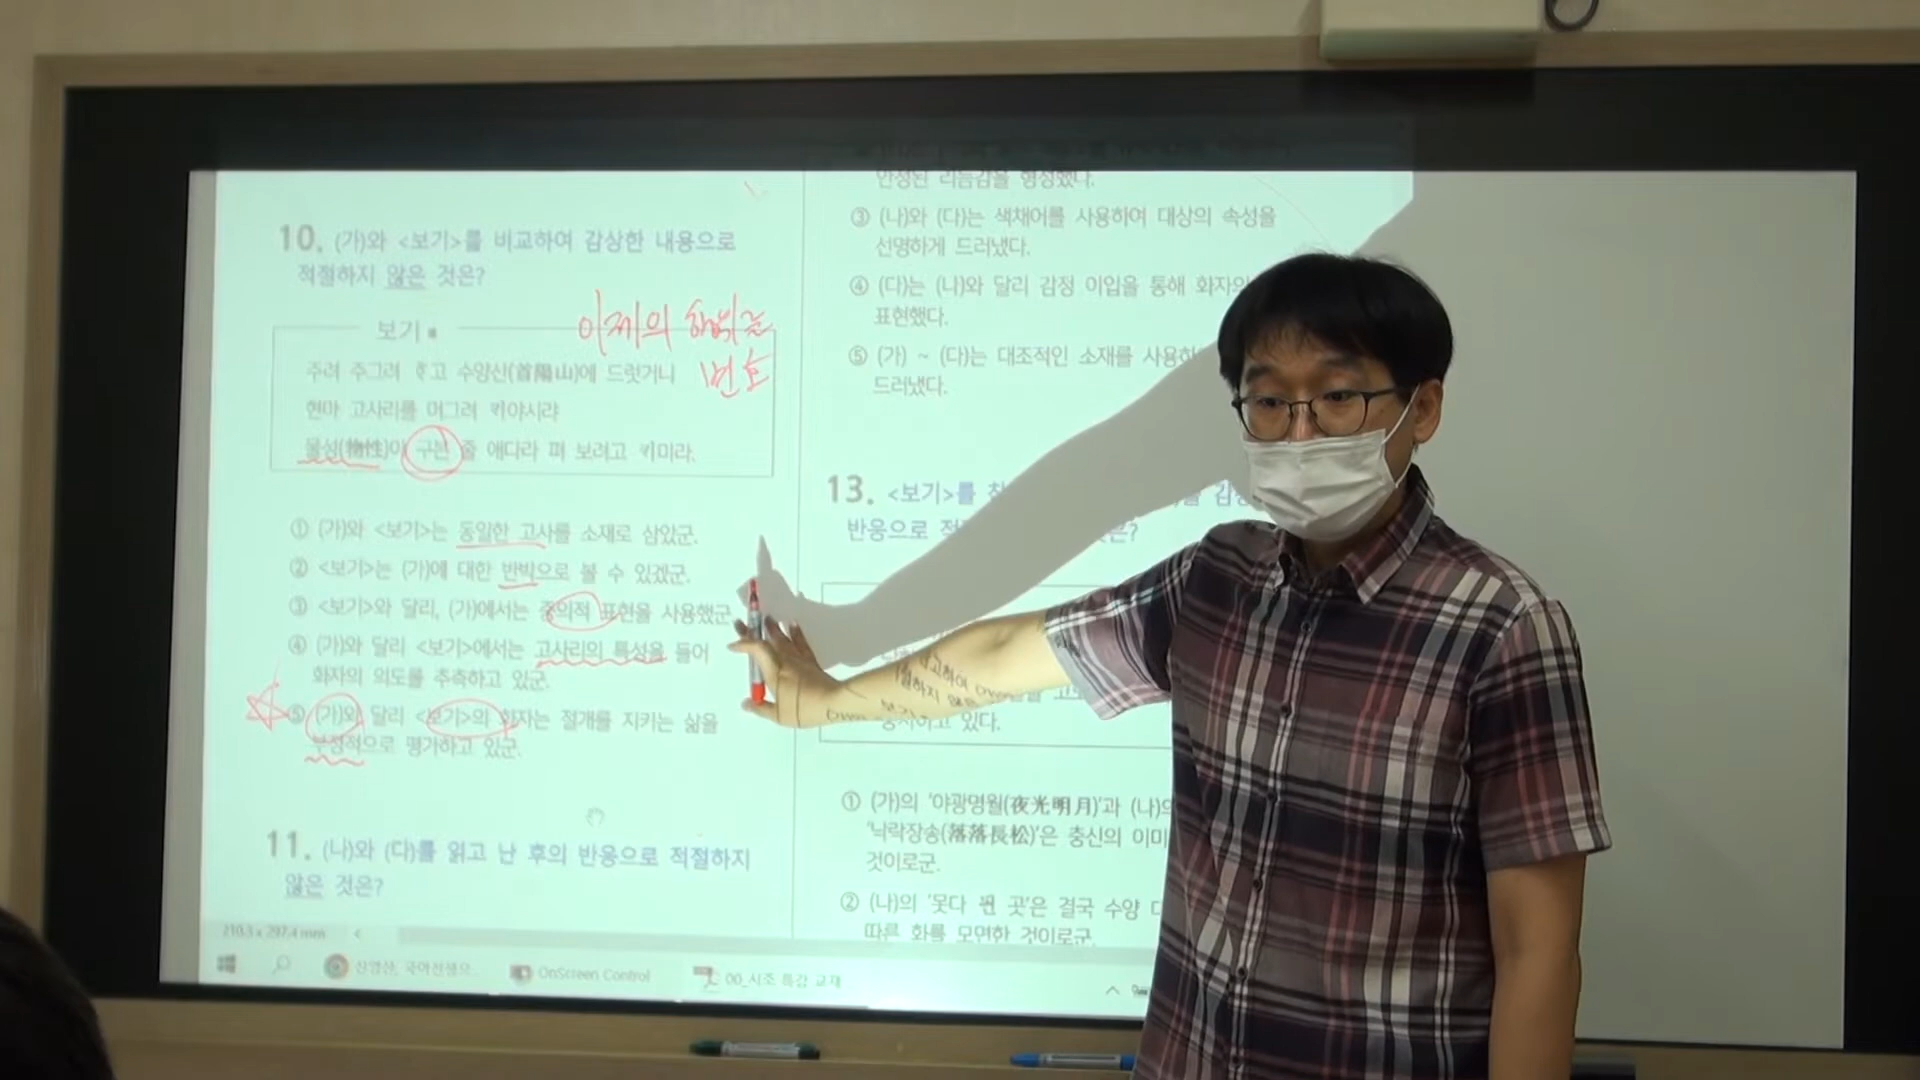 10. (가)와 <보기>를 비교하여 감상한 내용으로
적절하지 않은 것은?
이제의 행위를
변호
보기
주려 주그려 ᄒᆞ고 수양산(首陽山)에 드럿거니
현마 고사리를 머그려 키야시랴
물성(物性)이 구븐 줄 애다라 펴 보려고 키미라.
① (가)와 <보기>는 동일한 고사를 소재로 삼았군.
② <보기>는 (가)에 대한 반박으로 볼 수 있겠군.
③ <보기>와 달리, (가)에서는 중의적 표현을 사용했군
④ (가)와 달리 <보기>에서는 고사리의 특성을 들어
화자의 의도를 추측하고 있군.
⑤ (가)와 달리 <보기>의 화자는 절개를 지키는 삶을
부정적으로 평가하고 있군.
11. (나)와 (다)를 읽고 난 후의 반응으로 적절하지
않은 것은?
안정된 리듬감을 형성했다.
③ (나)와 (다)는 색채어를 사용하여 대상의 속성을
선명하게 드러냈다.
④ (다)는 (나)와 달리 감정 이입을 통해 화자의
표현했다.
⑤ (가) ~ (다)는 대조적인 소재를 사용하
드러냈다.
13. <보기>를
반응으로
중시하고 있다.
① (가)의 '야광명월(夜光明月)'과 (나)의
'낙락장송(落落長松)'은 충신의 이미
것이로군.
② (나)의 '못다 픤 곳'은 결국 수양 대
따른 화를 모면한 것이로군.
210.3 x 297.4 mm
OnScreen Control
00_시조 특강 교재